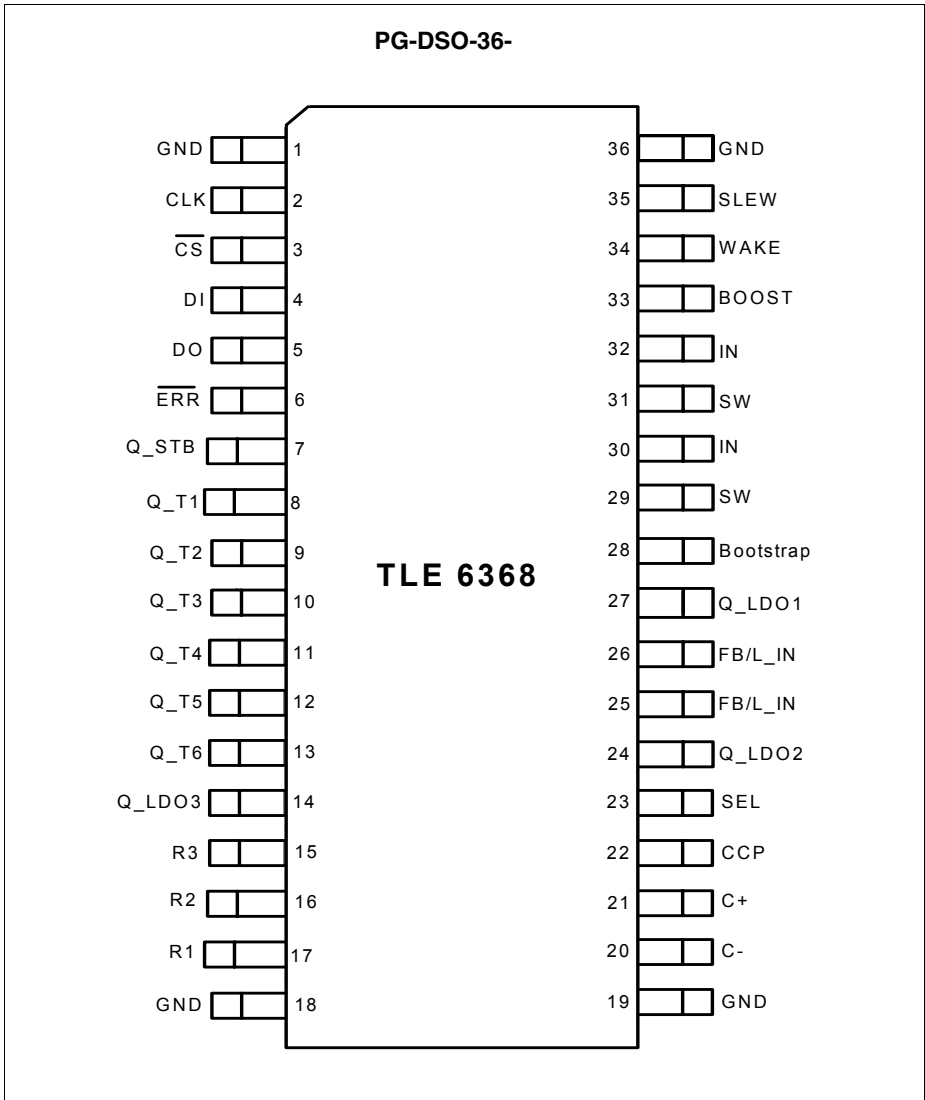 PG-DSO-36-
GND 1 36 GND
CLK 2 35 SLEW
C̅S̅ 3 34 WAKE
DI 4 33 BOOST
DO 5 32 IN
E̅R̅R̅ 6 31 SW
Q_STB 7 30 IN
Q_T1 8 29 SW
Q_T2 9 28 Bootstrap
TLE 6368
Q_T3 10 27 Q_LDO1
Q_T4 11 26 FB/L_IN
Q_T5 12 25 FB/L_IN
Q_T6 13 24 Q_LDO2
Q_LDO3 14 23 SEL
R3 15 22 CCP
R2 16 21 C+
R1 17 20 C-
GND 18 19 GND